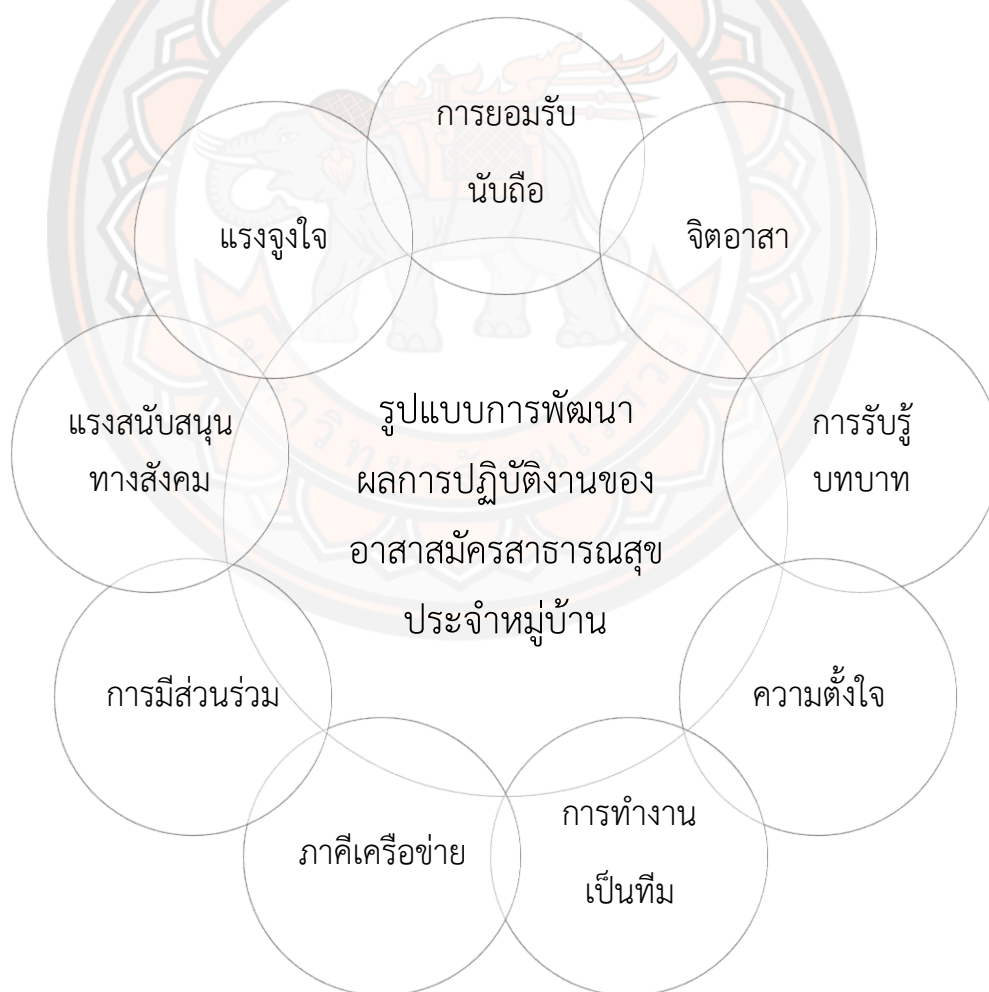 การยอมรับ
นับถือ
แรงจูงใจ
จิตอาสา
แรงสนับสนุน
ทางสังคม
รูปแบบการพัฒนา
ผลการปฏิบัติงานของ
อาสาสมัครสาธารณสุข
ประจำหมู่บ้าน
การรับรู้
บทบาท
การมีส่วนร่วม
ความตั้งใจ
ภาคีเครือข่าย
การทำงาน
เป็นทีม